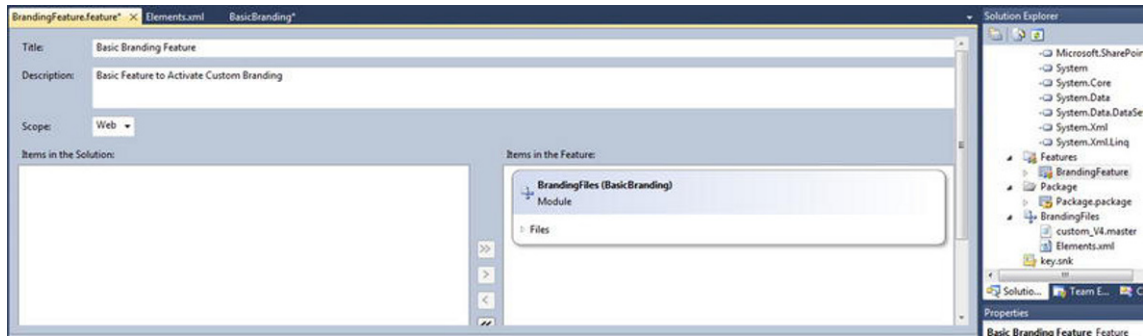 BrandingFeature.feature* Elements.xml BasicBranding*
Title: Basic Branding Feature
Description: Basic Feature to Activate Custom Branding
Scope: Web
Items in the Solution:
Items in the Feature:
BrandingFiles (BasicBranding)
Module
Files
Solution Explorer
Microsoft.SharePoin
System
System.Core
System.Data
System.Data.DataSe
System.Xml
System.Xml.Linq
Features
BrandingFeature
Package
Package.package
BrandingFiles
custom_V4.master
Elements.xml
key.snk
Solutio... Team E... C
Properties
Basic Branding Feature Feature